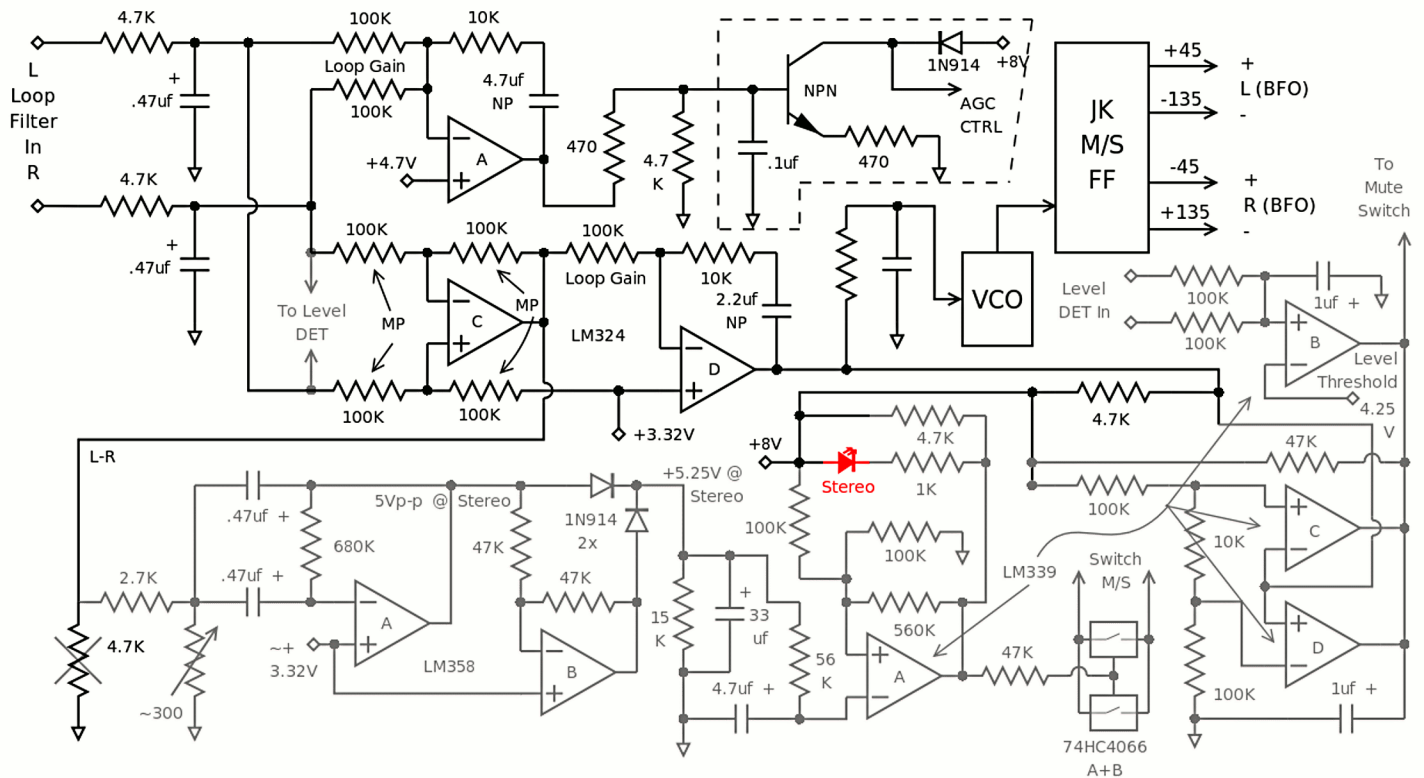 4.7K
100K
10K
L
Loop
Filter
In
R
+
.47uf
Loop Gain
100K
4.7uf
NP
A
+4.7V
470
4.7
K
.1uf
NPN
470
1N914
+8V
AGC
CTRL
JK
M/S
FF
+45
-135
-45
+135
+
L (BFO)
-
+
R (BFO)
-
VCO
To
Mute
Switch
4.7K
+
.47uf
100K
100K
100K
Loop Gain
10K
2.2uf
NP
To Level
DET
MP
MP
C
LM324
D
100K
100K
+3.32V
Level
DET In
100K
100K
1uf +
B
Level
Threshold
4.25
V
L-R
+8V
Stereo
4.7K
1K
4.7K
47K
100K
.47uf +
5Vp-p @ Stereo
+5.25V @
Stereo
1N914
2x
680K
47K
47K
2.7K
.47uf +
4.7K
~300
~+
3.32V
A
LM358
B
15
K
+
33
uf
56
K
4.7uf +
100K
100K
560K
A
LM339
47K
Switch
M/S
74HC4066
A+B
10K
C
D
100K
1uf +